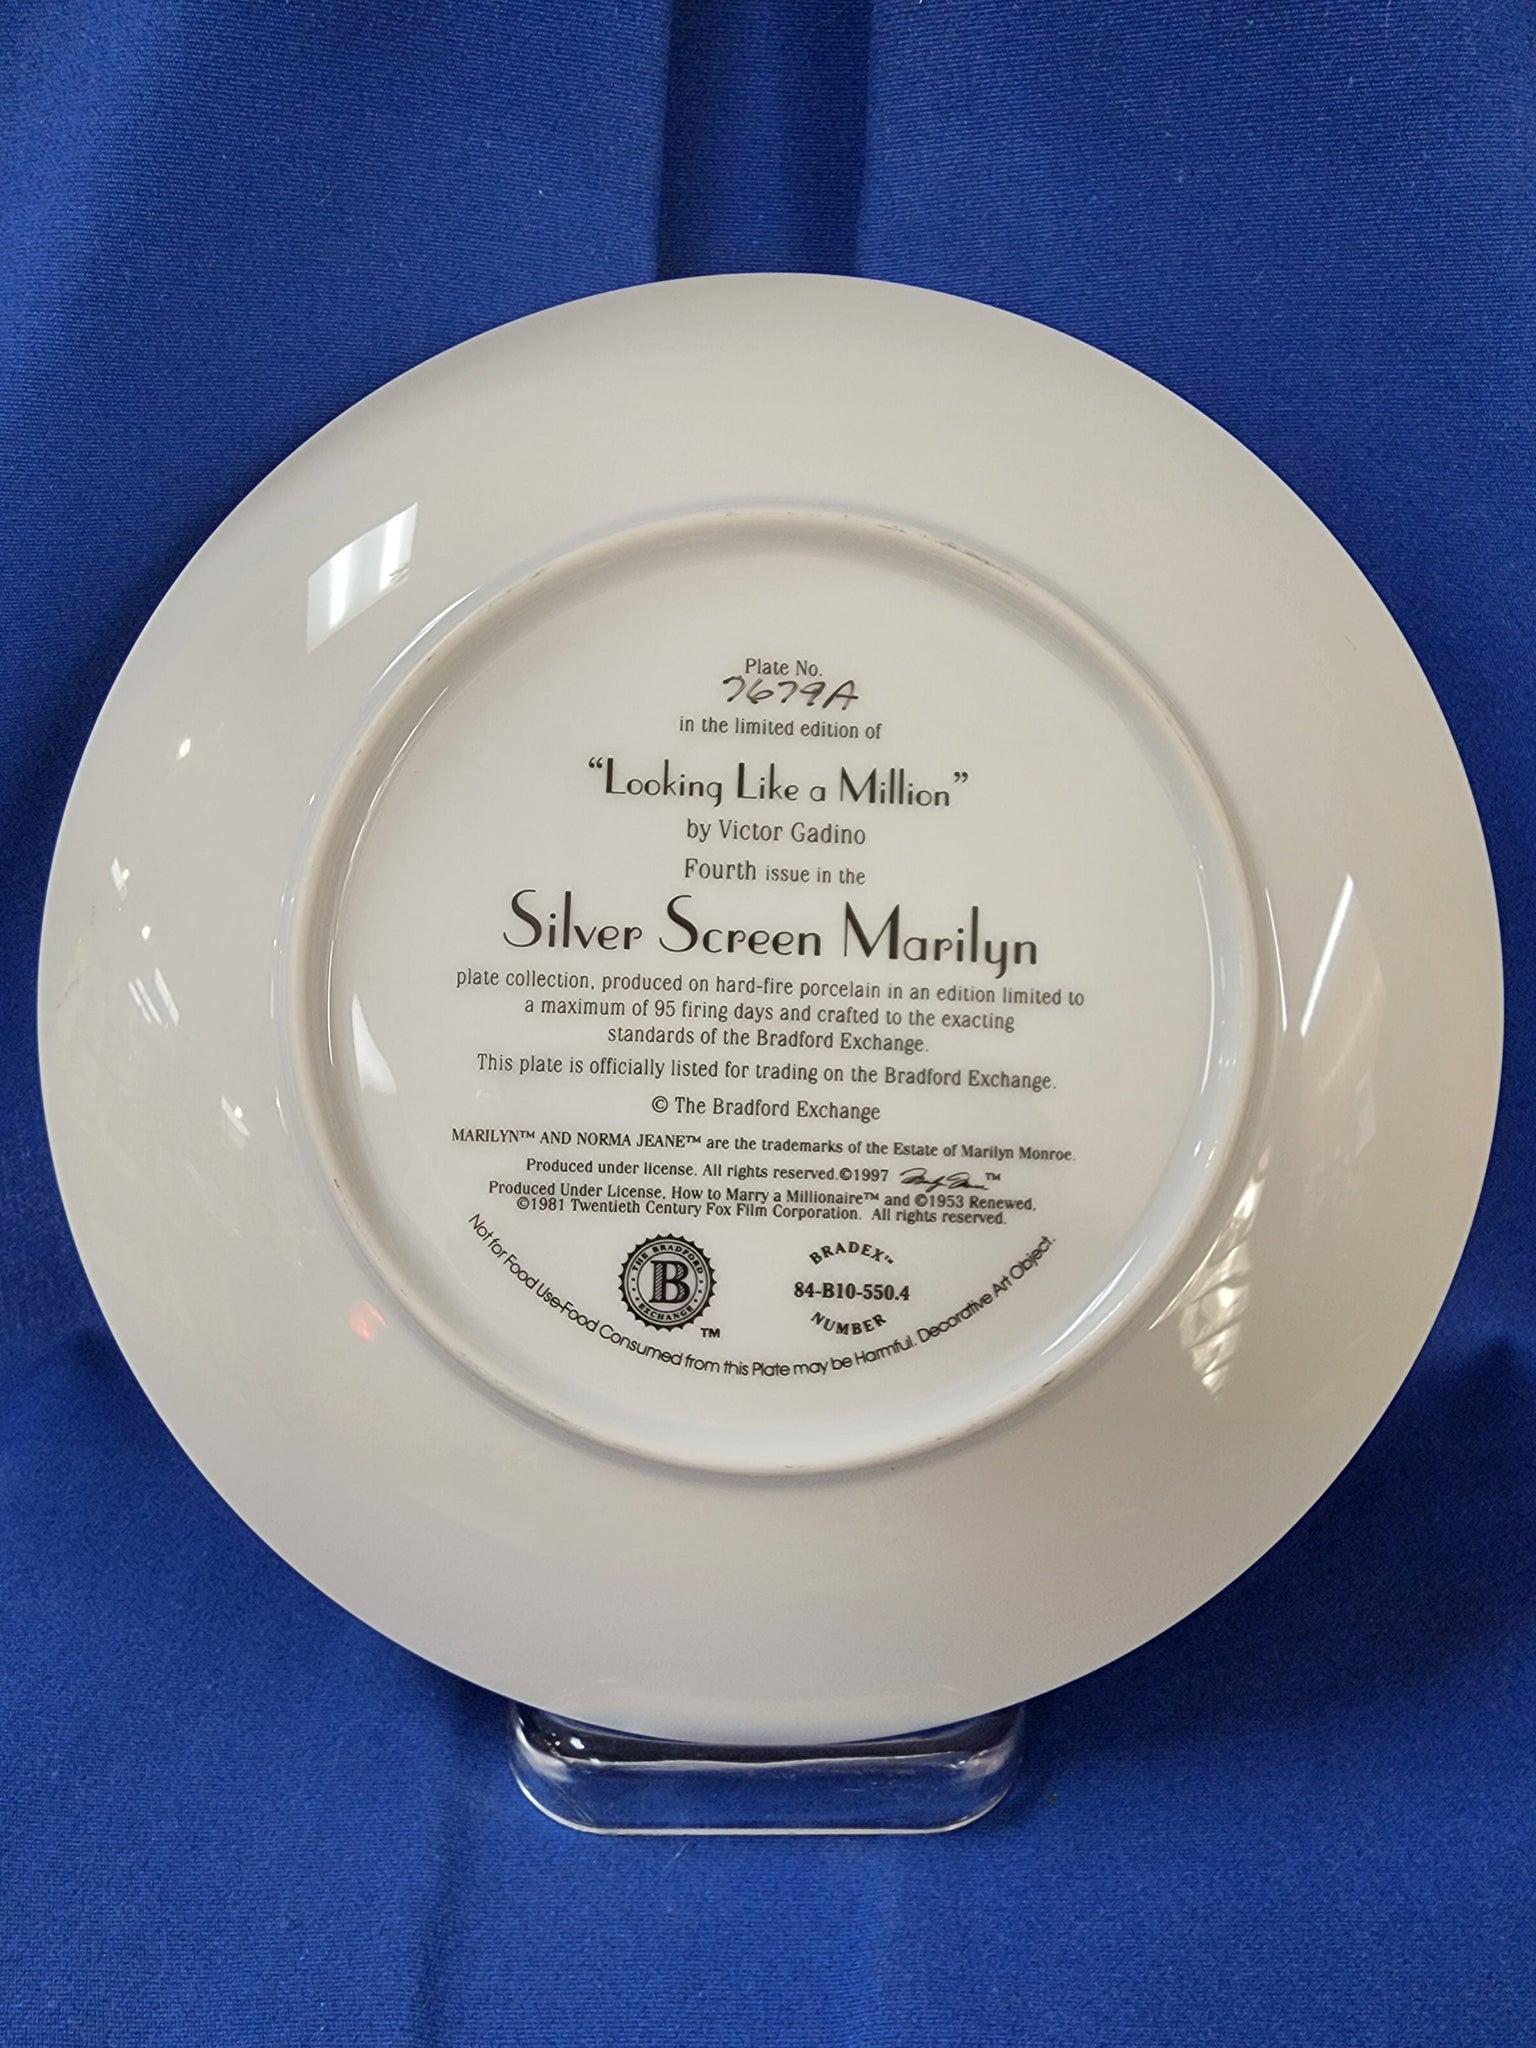 Plate No.
7679A
in the limited edition of
“Looking Like a Million”
by Victor Gadino
Fourth issue in the
Silver Screen Marilyn
plate collection, produced on hard-fire porcelain in an edition limited to
a maximum of 95 firing days and crafted to the exacting
standards of the Bradford Exchange.
This plate is officially listed for trading on the Bradford Exchange.
© The Bradford Exchange
MARILYN™ AND NORMA JEANE™ are the trademarks of the Estate of Marilyn Monroe.
Produced under license. All rights reserved.©1997 ™
Produced Under License, How to Marry a Millionaire™ and ©1953 Renewed,
©1981 Twentieth Century Fox Film Corporation. All rights reserved.
THE BRADFORD
B
EXCHANGE
™
BRADEX™
84-B10-550.4
NUMBER
Not for Food Use-Food Consumed from this Plate may be Harmful. Decorative Art Object.